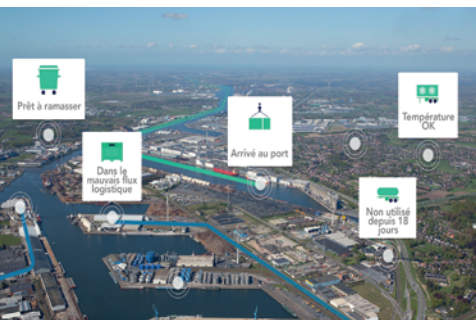 Prêt à ramasser
Dans le
mauvais flux
logistique
Arrivé au port
Température
OK
Non utilisé
depuis 18
jours